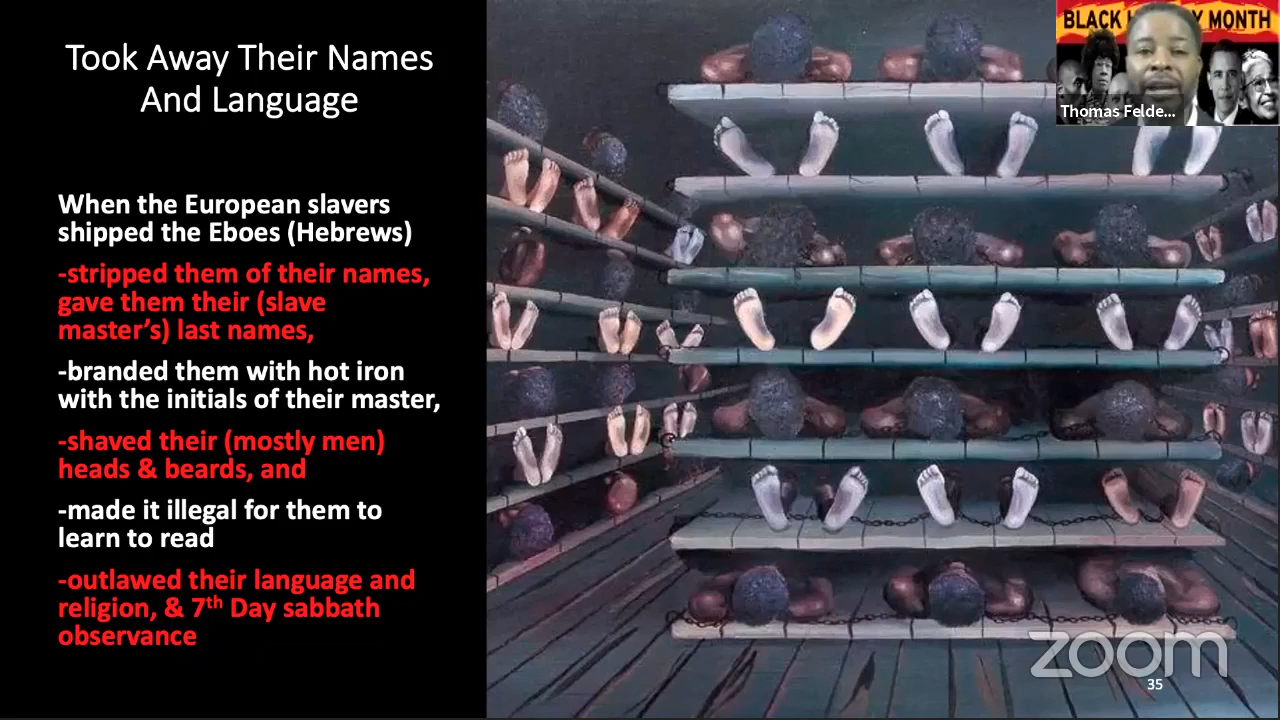 Took Away Their Names
And Language
When the European slavers
shipped the Eboes (Hebrews)
-stripped them of their names,
gave them their (slave
master's) last names,
-branded them with hot iron
with the initials of their master,
-shaved their (mostly men)
heads & beards, and
-made it illegal for them to
learn to read
-outlawed their language and
religion, & 7th Day sabbath
observance
BLACK MONTH
Thomas Felde...
zoom
35